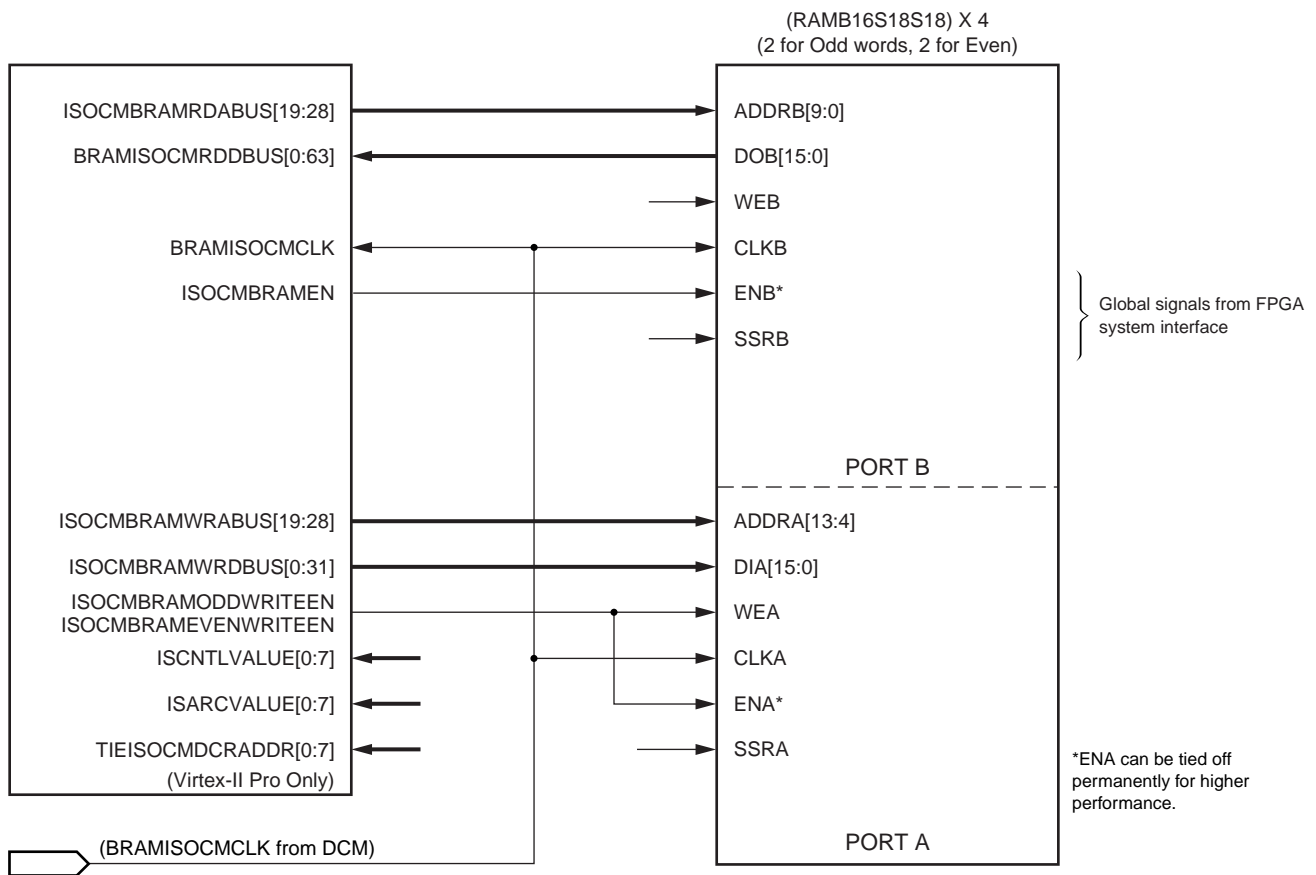 (RAMB16S18S18) X 4
(2 for Odd words, 2 for Even)
ISOCMBRAMRDABUS[19:28]
ADDRB[9:0]
BRAMISOCMRDDBUS[0:63]
DOB[15:0]
WEB
BRAMISOCMCLK
CLKB
ISOCMBRAMEN
ENB*
SSRB
Global signals from FPGA
system interface
PORT B
ISOCMBRAMWRABUS[19:28]
ADDRA[13:4]
ISOCMBRAMWRDBUS[0:31]
DIA[15:0]
ISOCMBRAMODDWRITEEN
ISOCMBRAMEVENWRITEEN
WEA
ISCNTLVALUE[0:7]
CLKA
ISARCVALUE[0:7]
ENA*
TIEISOCMDCRADDR[0:7]
(Virtex-II Pro Only)
SSRA
*ENA can be tied off
permanently for higher
performance.
PORT A
(BRAMISOCMCLK from DCM)